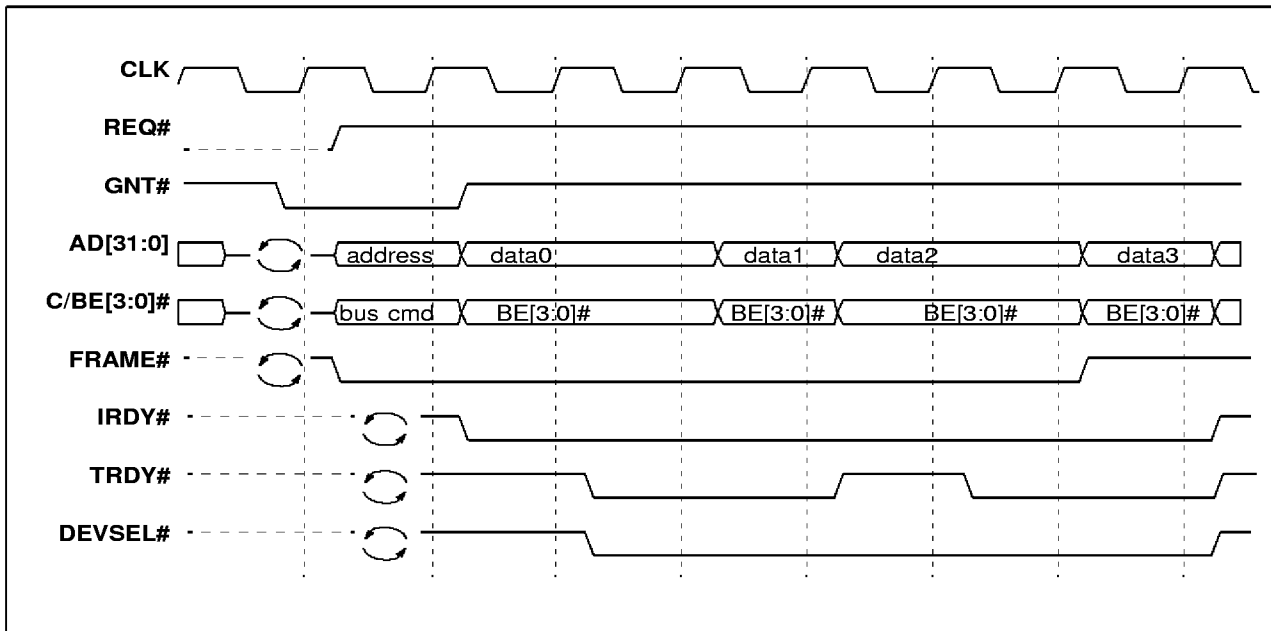 CLK
REQ#
GNT#
AD[31:0] address data0 data1 data2 data3
C/BE[3:0]# bus cmd BE[3:0]# BE[3:0]# BE[3:0]# BE[3:0]#
FRAME#
IRDY#
TRDY#
DEVSEL#